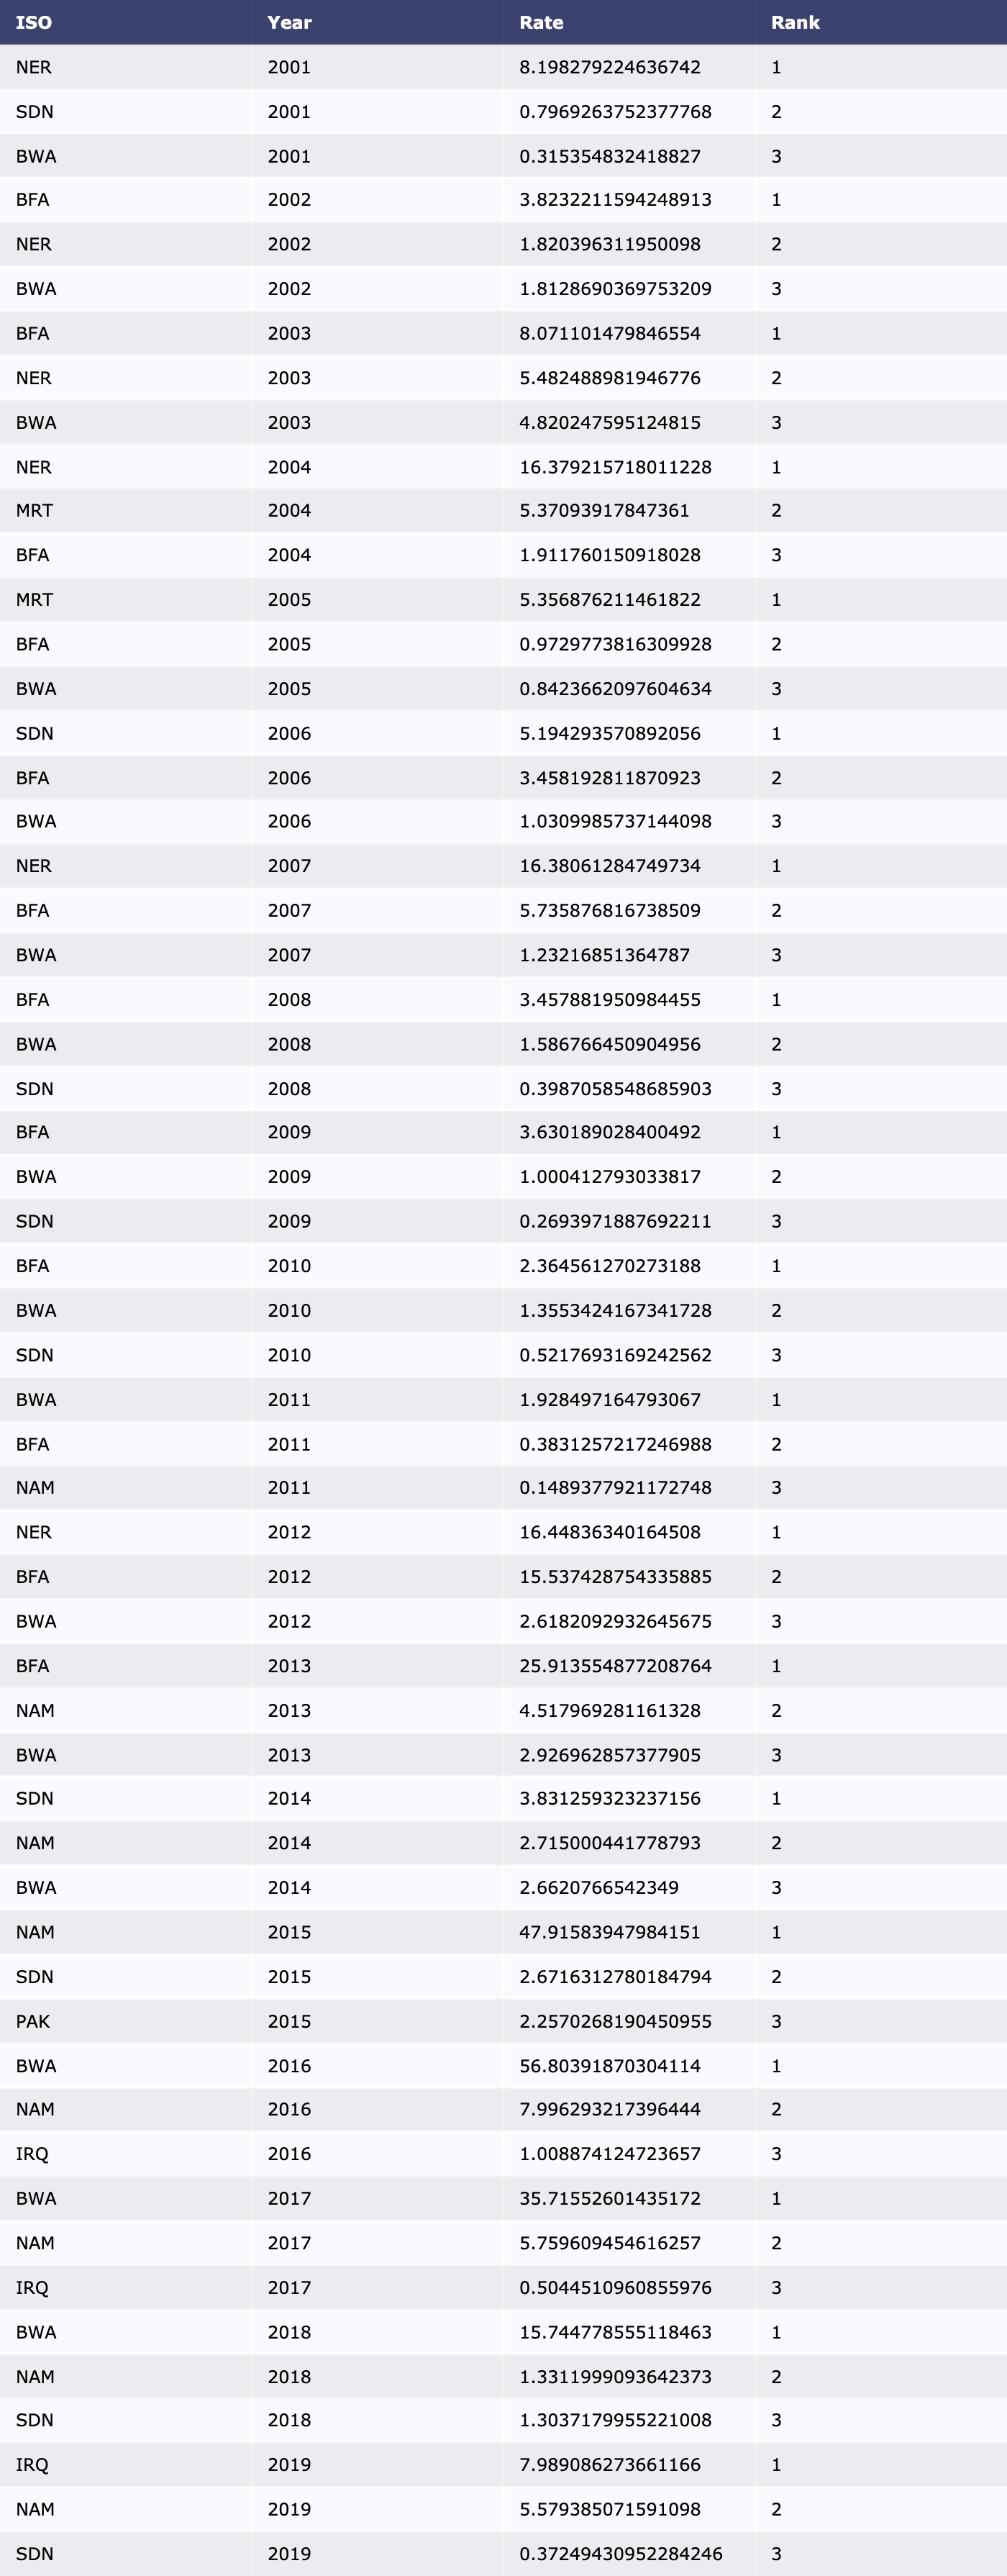 ISO Year Rate Rank
NER 2001 8.198279224636742 1
SDN 2001 0.7969263752377768 2
BWA 2001 0.315354832418827 3
BFA 2002 3.8232211594248913 1
NER 2002 1.820396311950098 2
BWA 2002 1.8128690369753209 3
BFA 2003 8.071101479846554 1
NER 2003 5.482488981946776 2
BWA 2003 4.820247595124815 3
NER 2004 16.379215718011228 1
MRT 2004 5.37093917847361 2
BFA 2004 1.911760150918028 3
MRT 2005 5.356876211461822 1
BFA 2005 0.9729773816309928 2
BWA 2005 0.8423662097604634 3
SDN 2006 5.194293570892056 1
BFA 2006 3.458192811870923 2
BWA 2006 1.0309985737144098 3
NER 2007 16.38061284749734 1
BFA 2007 5.735876816738509 2
BWA 2007 1.23216851364787 3
BFA 2008 3.457881950984455 1
BWA 2008 1.586766450904956 2
SDN 2008 0.3987058548685903 3
BFA 2009 3.630189028400492 1
BWA 2009 1.000412793033817 2
SDN 2009 0.2693971887692211 3
BFA 2010 2.364561270273188 1
BWA 2010 1.3553424167341728 2
SDN 2010 0.5217693169242562 3
BWA 2011 1.928497164793067 1
BFA 2011 0.3831257217246988 2
NAM 2011 0.1489377921172748 3
NER 2012 16.44836340164508 1
BFA 2012 15.537428754335885 2
BWA 2012 2.6182092932645675 3
BFA 2013 25.913554877208764 1
NAM 2013 4.517969281161328 2
BWA 2013 2.926962857377905 3
SDN 2014 3.831259323237156 1
NAM 2014 2.715000441778793 2
BWA 2014 2.6620766542349 3
NAM 2015 47.91583947984151 1
SDN 2015 2.6716312780184794 2
PAK 2015 2.2570268190450955 3
BWA 2016 56.80391870304114 1
NAM 2016 7.996293217396444 2
IRQ 2016 1.008874124723657 3
BWA 2017 35.71552601435172 1
NAM 2017 5.759609454616257 2
IRQ 2017 0.5044510960855976 3
BWA 2018 15.744778555118463 1
NAM 2018 1.3311999093642373 2
SDN 2018 1.3037179955221008 3
IRQ 2019 7.989086273661166 1
NAM 2019 5.579385071591098 2
SDN 2019 0.37249430952284246 3